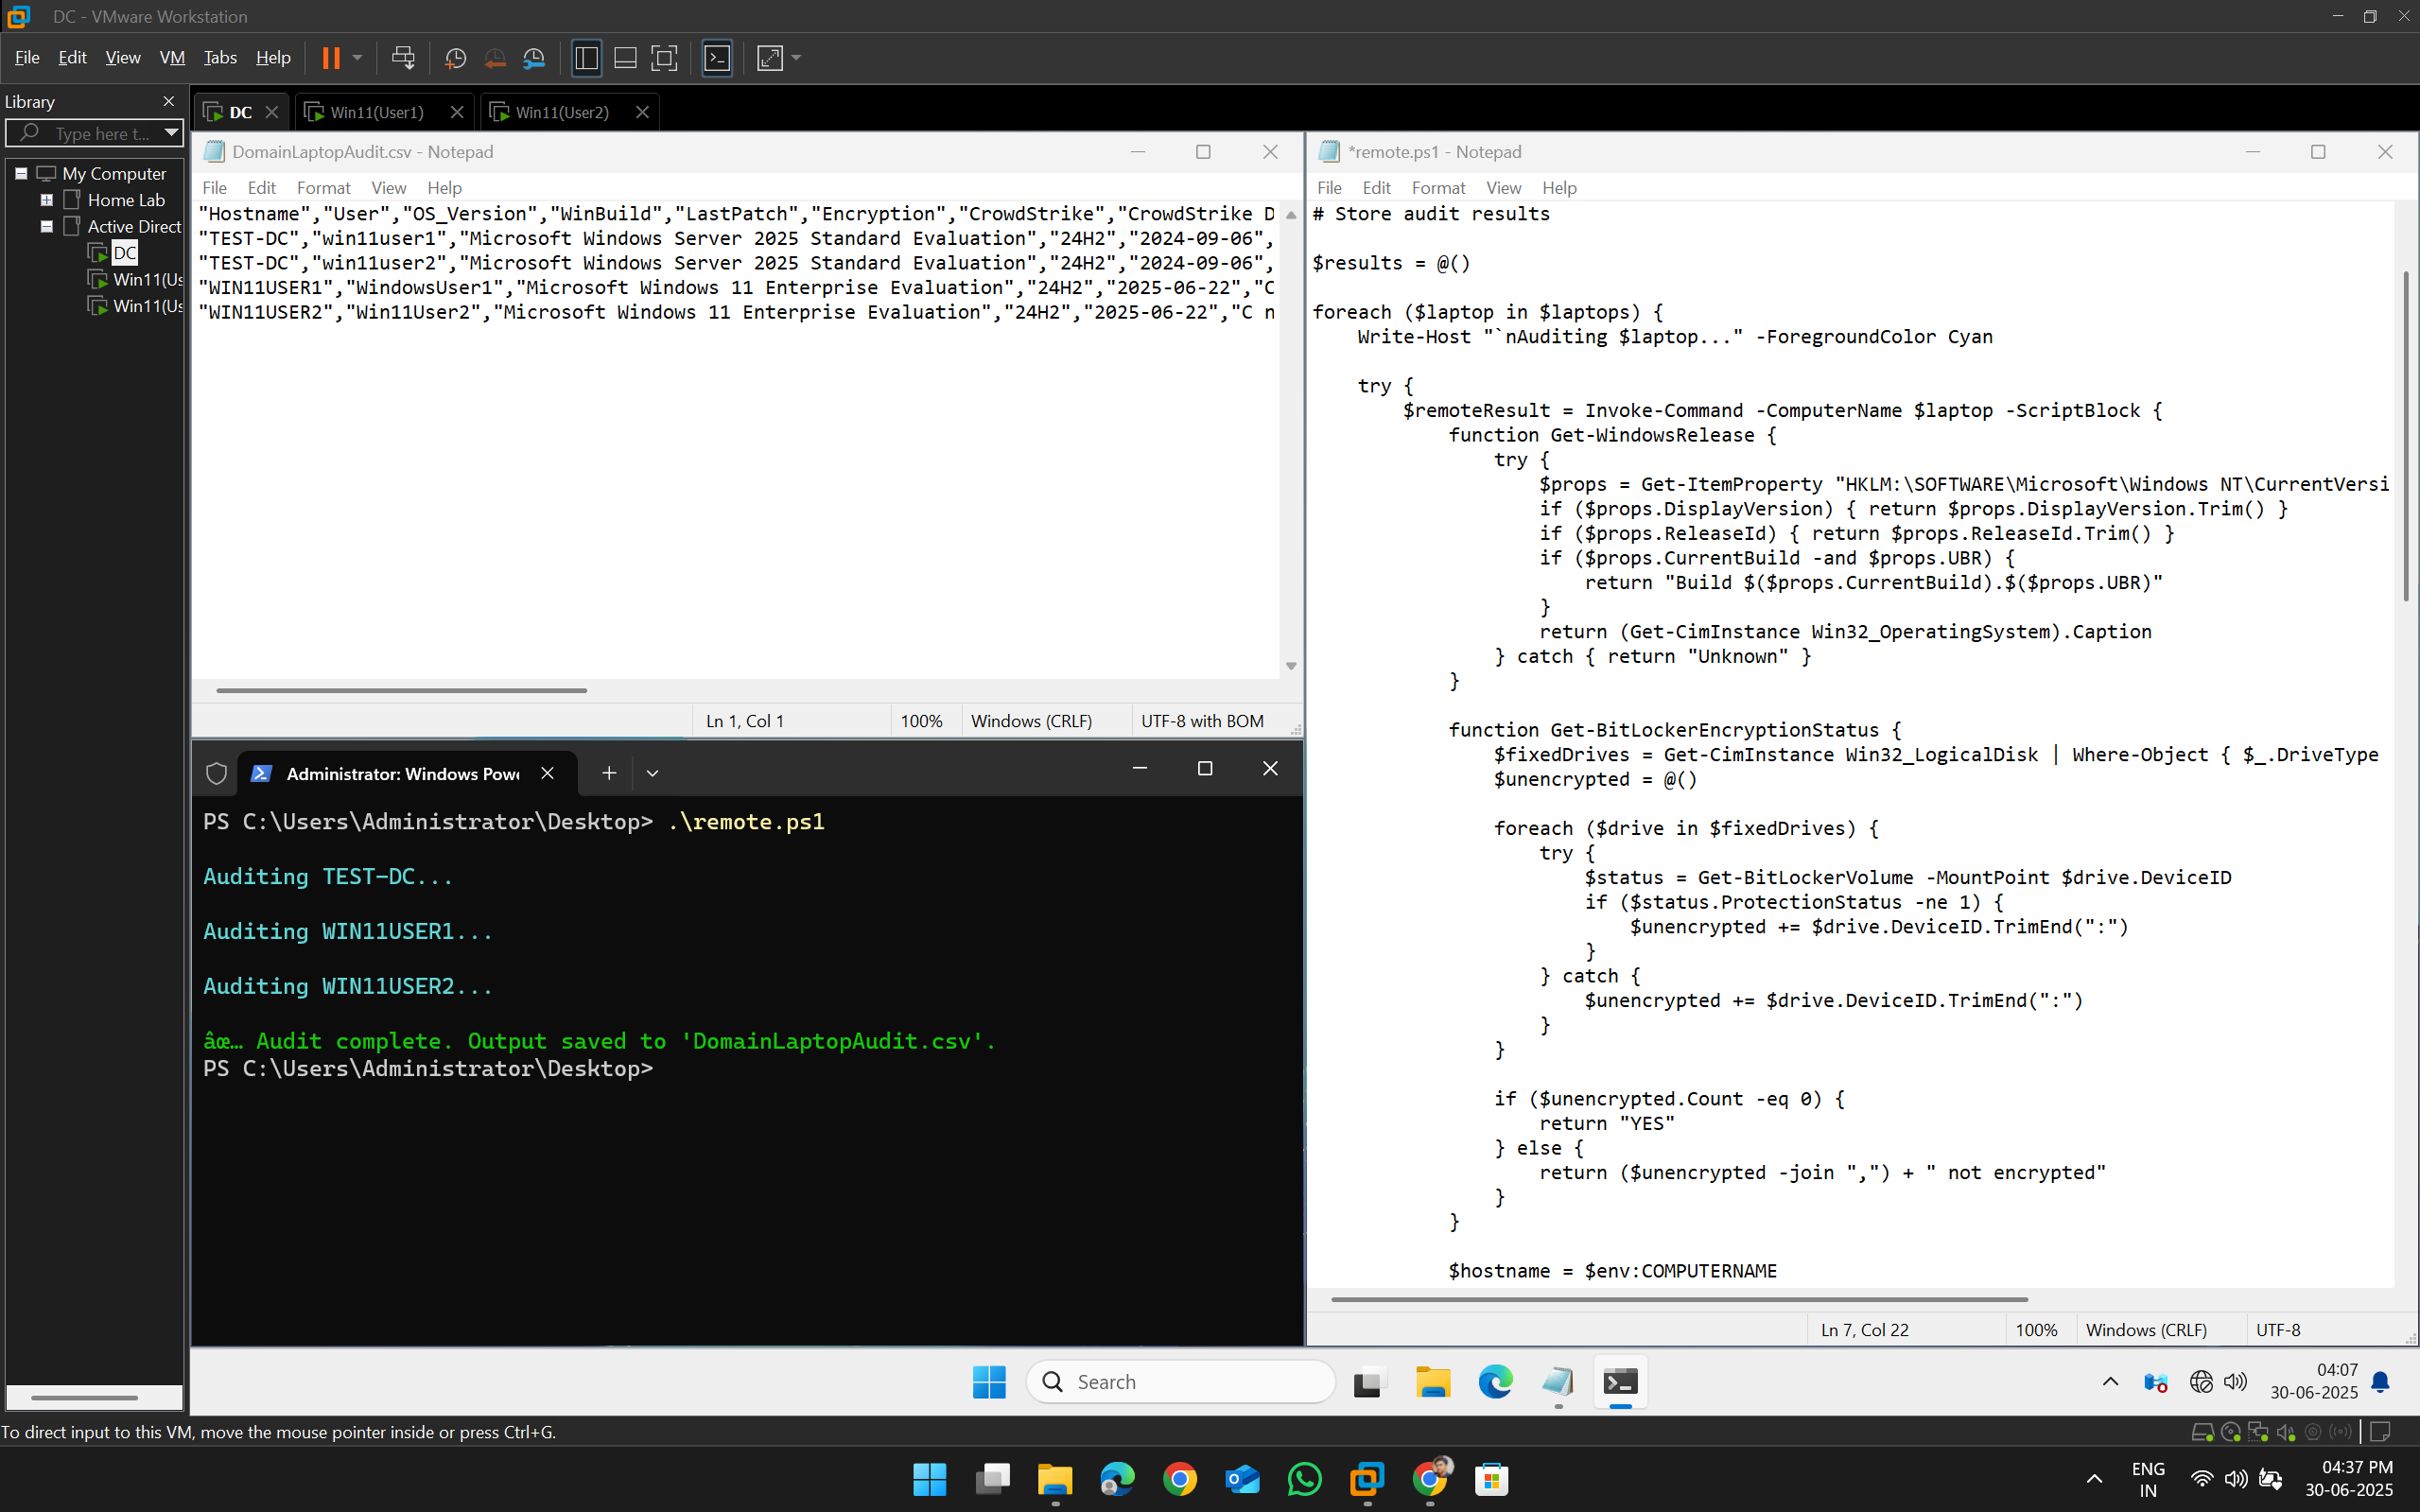 DC - VMware Workstation
File Edit View VM Tabs Help
Library
Type here t...
My Computer
Home Lab
Active Direct
DC
Win11(Us
Win11(Us
DC
Win11(User1)
Win11(User2)
DomainLaptopAudit.csv - Notepad
File Edit Format View Help
"Hostname","User","OS_Version","WinBuild","LastPatch","Encryption","CrowdStrike","CrowdStrike D
"TEST-DC","win11user1","Microsoft Windows Server 2025 Standard Evaluation","24H2","2024-09-06",
"TEST-DC","win11user2","Microsoft Windows Server 2025 Standard Evaluation","24H2","2024-09-06",
"WIN11USER1","WindowsUser1","Microsoft Windows 11 Enterprise Evaluation","24H2","2025-06-22","C
"WIN11USER2","Win11User2","Microsoft Windows 11 Enterprise Evaluation","24H2","2025-06-22","C n
Ln 1, Col 1 100% Windows (CRLF) UTF-8 with BOM
Administrator: Windows Powe
PS C:\Users\Administrator\Desktop> .\remote.ps1
Auditing TEST-DC...
Auditing WIN11USER1...
Auditing WIN11USER2...
âœ… Audit complete. Output saved to 'DomainLaptopAudit.csv'.
PS C:\Users\Administrator\Desktop>
*remote.ps1 - Notepad
File Edit Format View Help
# Store audit results
$results = @()
foreach ($laptop in $laptops) {
    Write-Host "`nAuditing $laptop..." -ForegroundColor Cyan
    try {
        $remoteResult = Invoke-Command -ComputerName $laptop -ScriptBlock {
            function Get-WindowsRelease {
                try {
                    $props = Get-ItemProperty "HKLM:\SOFTWARE\Microsoft\Windows NT\CurrentVersi
                    if ($props.DisplayVersion) { return $props.DisplayVersion.Trim() }
                    if ($props.ReleaseId) { return $props.ReleaseId.Trim() }
                    if ($props.CurrentBuild -and $props.UBR) {
                        return "Build $($props.CurrentBuild).$($props.UBR)"
                    }
                    return (Get-CimInstance Win32_OperatingSystem).Caption
                } catch { return "Unknown" }
            }
            function Get-BitLockerEncryptionStatus {
                $fixedDrives = Get-CimInstance Win32_LogicalDisk | Where-Object { $_.DriveType
                $unencrypted = @()
                foreach ($drive in $fixedDrives) {
                    try {
                        $status = Get-BitLockerVolume -MountPoint $drive.DeviceID
                        if ($status.ProtectionStatus -ne 1) {
                            $unencrypted += $drive.DeviceID.TrimEnd(":")
                        }
                    } catch {
                        $unencrypted += $drive.DeviceID.TrimEnd(":")
                    }
                }
                if ($unencrypted.Count -eq 0) {
                    return "YES"
                } else {
                    return ($unencrypted -join ",") + " not encrypted"
                }
            }
            $hostname = $env:COMPUTERNAME
Ln 7, Col 22 100% Windows (CRLF) UTF-8
Search
04:07
30-06-2025
To direct input to this VM, move the mouse pointer inside or press Ctrl+G.
ENG
IN
04:37 PM
30-06-2025